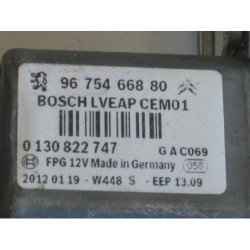 96 754 668 80
BOSCH LVEAP CEM01
0 130 822 747
G A C069
FPG 12V Made in Germany
058
2012 01 19 - W448 S - EEP 13.09